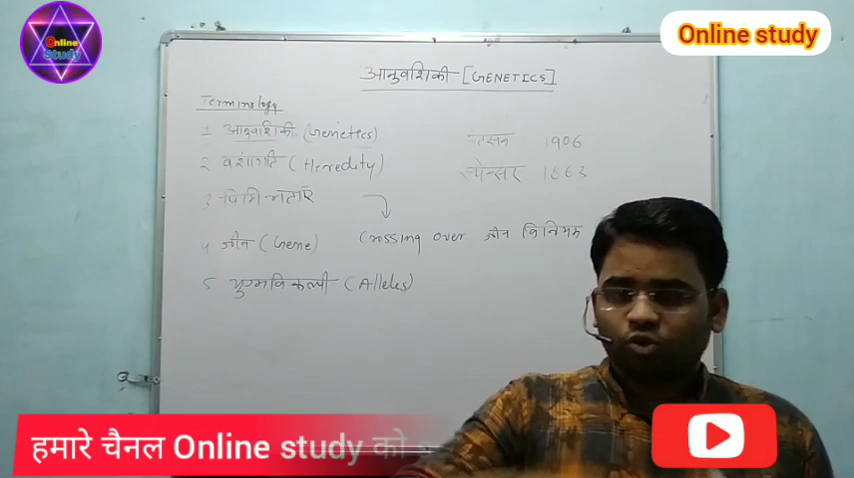 Online Study
Online study
आनुवंशिकी [GENETICS]
Terminology
1 आनुवांशिकी (Genetics) 1906
2 वंशागति (Heredity) स्पेन्सर 1863
3 विभिन्नताएँ
4 जीन (Gene) Crossing over जीन विनिमय
5 युग्मविकल्पी (Alleles)
हमारे चैनल Online study को